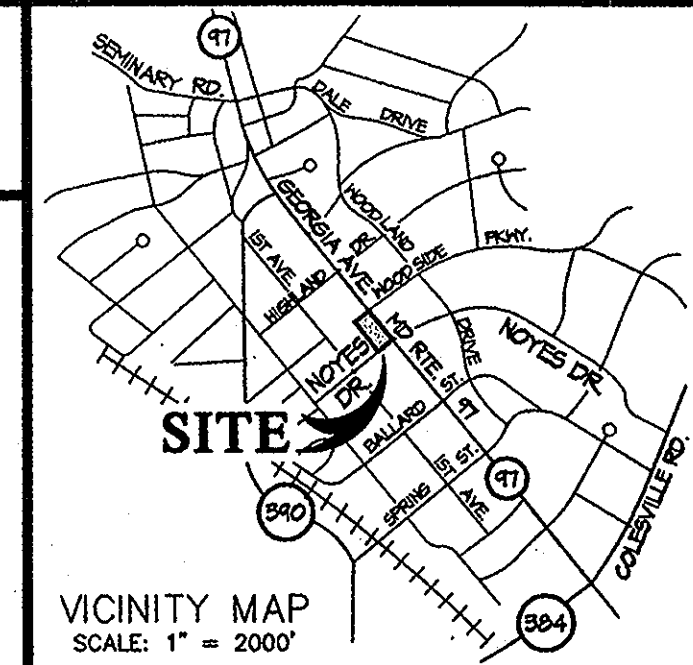 97
SEMINARY RD.
DALE DRIVE
GEORGIA AVE.
WOODLAND
DR.
1ST AVE.
HIGHLAND
WOODSIDE PKWY.
MD RTE. 97
DRIVE
NOYES DR.
NOYES DR.
ST.
SITE
BALLARD
1ST AVE.
SPRING ST.
97
390
COLESVILLE RD.
384
VICINITY MAP
SCALE: 1" = 2000'